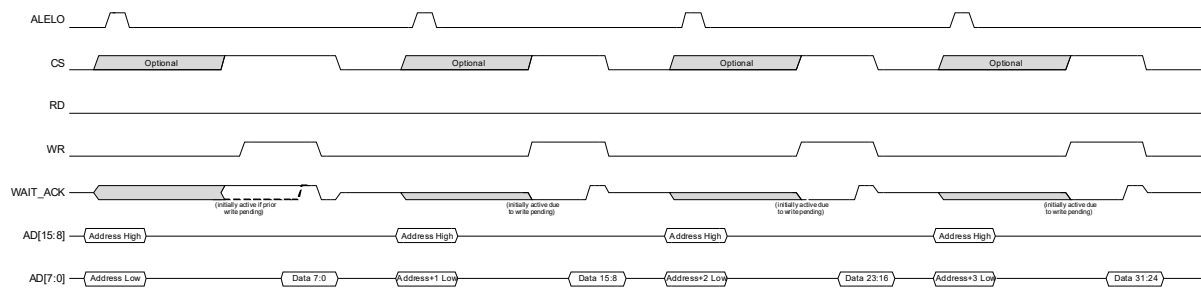 ALELO
CS
Optional
Optional
Optional
Optional
RD
WR
WAIT_ACK
(initially active if prior
write pending)
(initially active due
to write pending)
(initially active due
to write pending)
(initially active due
to write pending)
AD[15:8]
Address High
Address High
Address High
Address High
AD[7:0]
Address Low
Data 7:0
Address+1 Low
Data 15:8
Address+2 Low
Data 23:16
Address+3 Low
Data 31:24